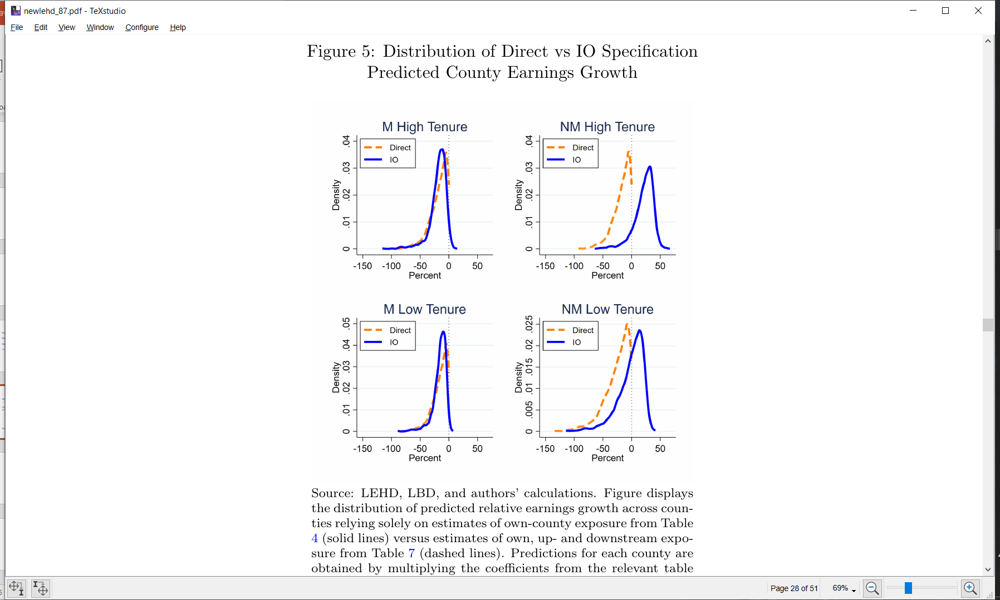 newlehd_87.pdf - TeXstudio
File Edit View Window Configure Help
Figure 5: Distribution of Direct vs IO Specification
Predicted County Earnings Growth
M High Tenure
Direct
IO
Density
0 .01 .02 .03 .04
-150 -100 -50 0 50
Percent
NM High Tenure
Direct
IO
Density
0 .01 .02 .03 .04
-150 -100 -50 0 50
Percent
M Low Tenure
Direct
IO
Density
0 .01 .02 .03 .04 .05
-150 -100 -50 0 50
Percent
NM Low Tenure
Direct
IO
Density
0 .005 .01 .015 .02 .025
-150 -100 -50 0 50
Percent
Source: LEHD, LBD, and authors' calculations. Figure displays
the distribution of predicted relative earnings growth across coun-
ties relying solely on estimates of own-county exposure from Table
4 (solid lines) versus estimates of own, up- and downstream expo-
sure from Table 7 (dashed lines). Predictions for each county are
obtained by multiplying the coefficients from the relevant table
Page 28 of 51
69%